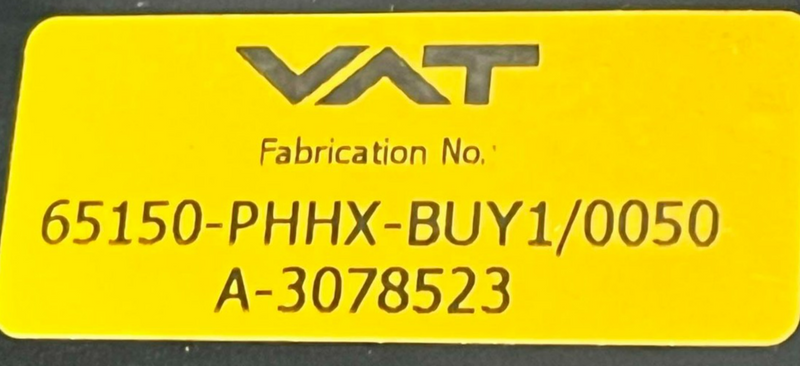 VAT
Fabrication No.
65150-PHHX-BUY1/0050
A-3078523